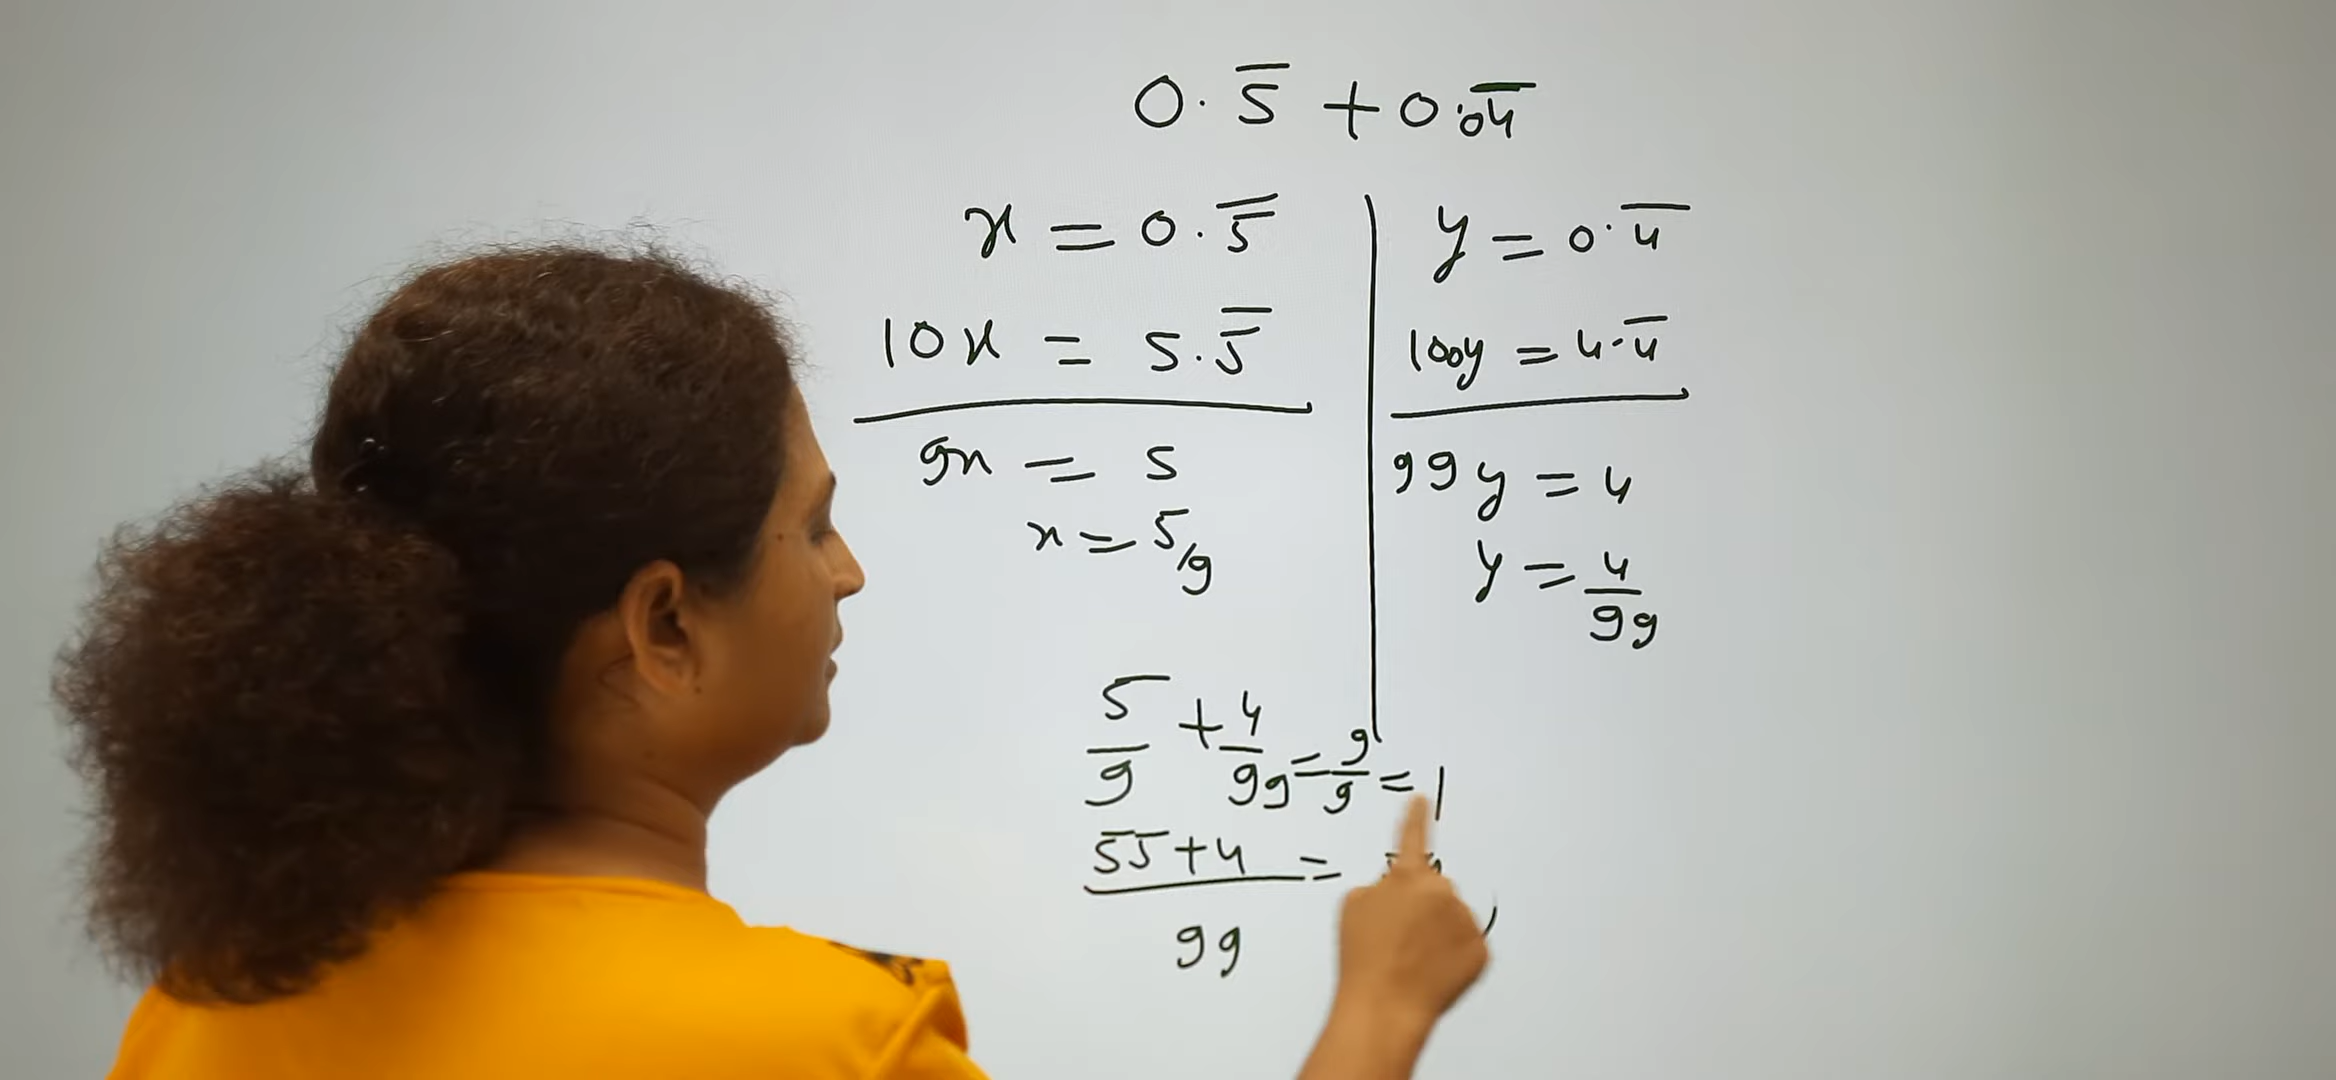 0.5̅ + 0.0̅4̅
x = 0.5̅
10x = 5.5̅
9x = 5
x = 5/9
y = 0.4̅
100y = 4.4̅
99y = 4
y = 4/99
5/9 + 4/99 = 9/9 = 1
(55+4)/99 =